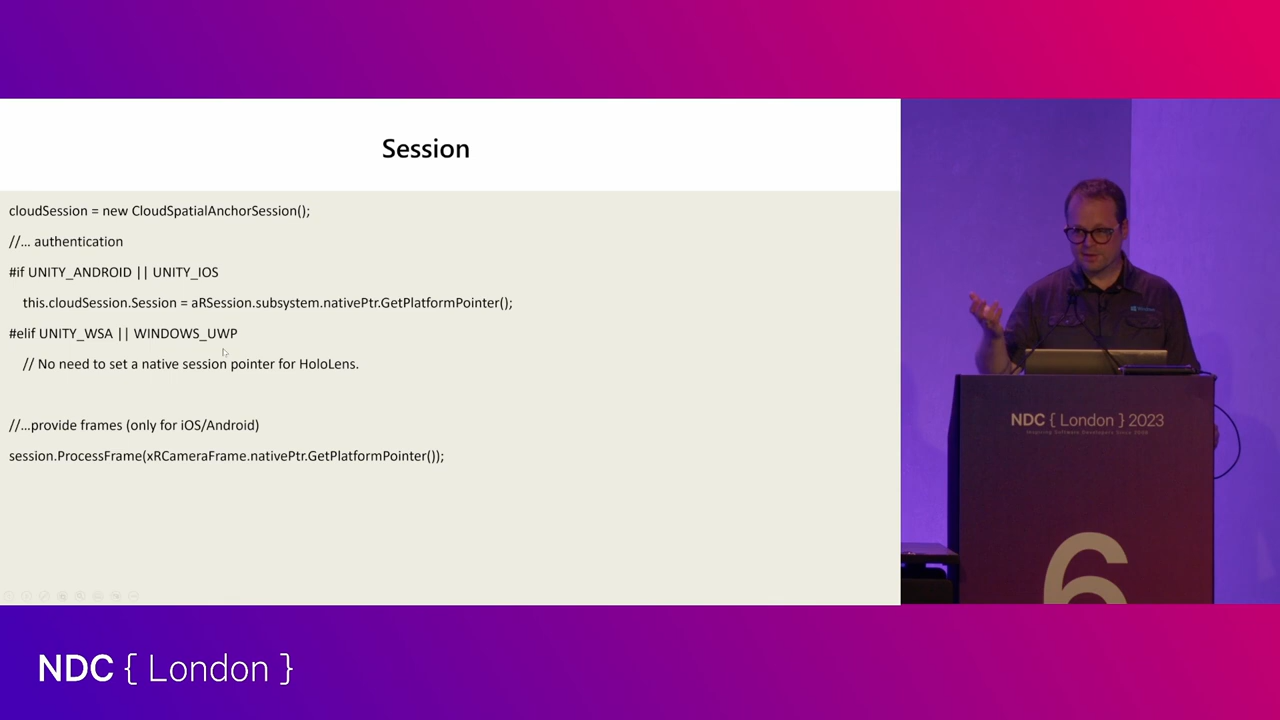 Session
cloudSession = new CloudSpatialAnchorSession();
//... authentication
#if UNITY_ANDROID || UNITY_IOS
this.cloudSession.Session = aRSession.subsystem.nativePtr.GetPlatformPointer();
#elif UNITY_WSA || WINDOWS_UWP
// No need to set a native session pointer for HoloLens.
//...provide frames (only for iOS/Android)
session.ProcessFrame(xRCameraFrame.nativePtr.GetPlatformPointer());
NDC { London } 2023
6
NDC { London }